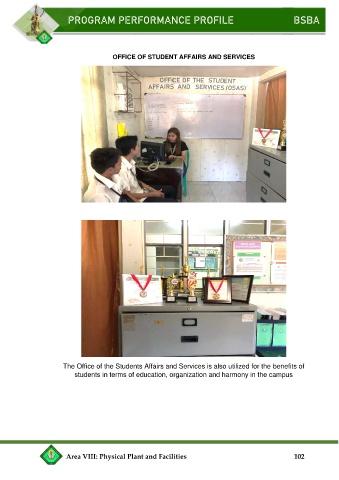 PROGRAM PERFORMANCE PROFILE BSBA
OFFICE OF STUDENT AFFAIRS AND SERVICES
OFFICE OF THE STUDENT
AFFAIRS AND SERVICES (OSAS)
The Office of the Students Affairs and Services is also utilized for the benefits of
students in terms of education, organization and harmony in the campus
Area VIII: Physical Plant and Facilities 102